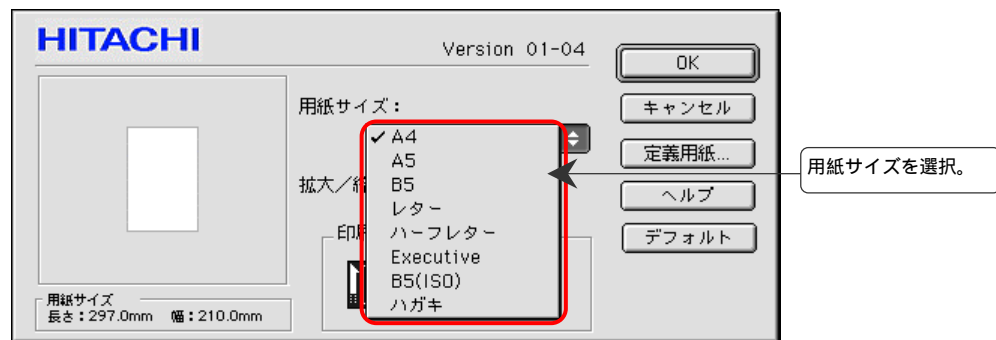 HITACHI
Version 01-04
用紙サイズ：
✓A4
A5
B5
レター
ハーフレター
Executive
B5(ISO)
ハガキ
拡大／
用紙サイズ
長さ：297.0mm 幅：210.0mm
OK
キャンセル
定義用紙...
ヘルプ
デフォルト
用紙サイズを選択。